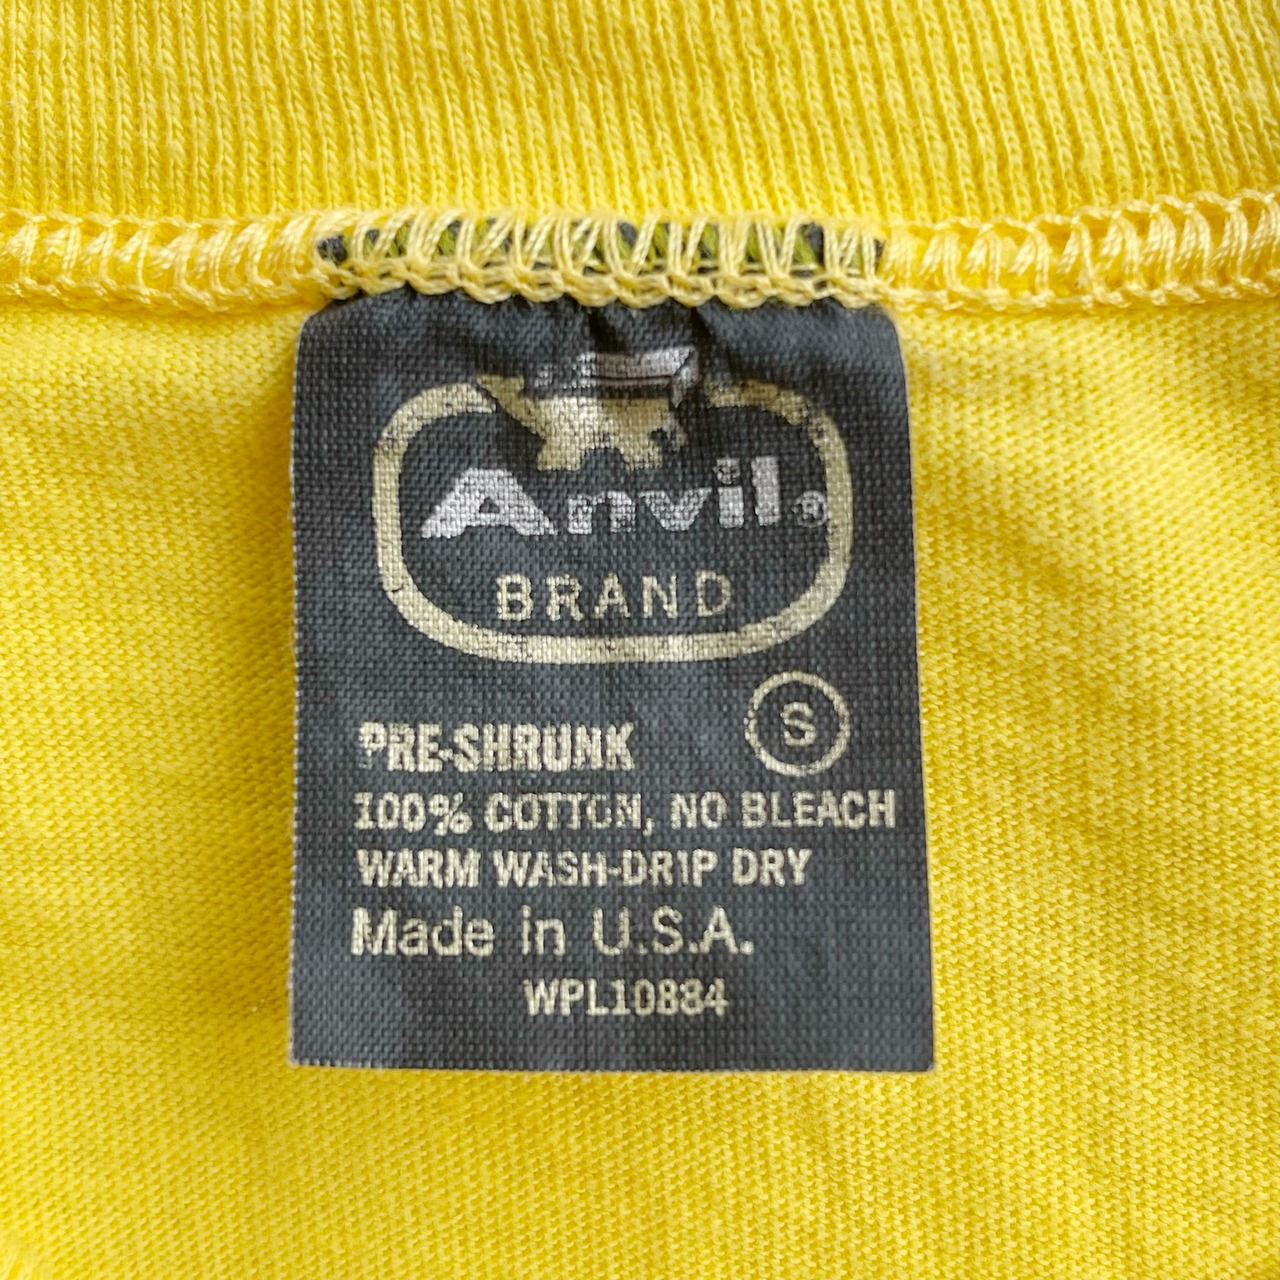 Anvil®
BRAND
S
PRE-SHRUNK
100% COTTON, NO BLEACH
WARM WASH-DRIP DRY
Made in U.S.A.
WPL10884